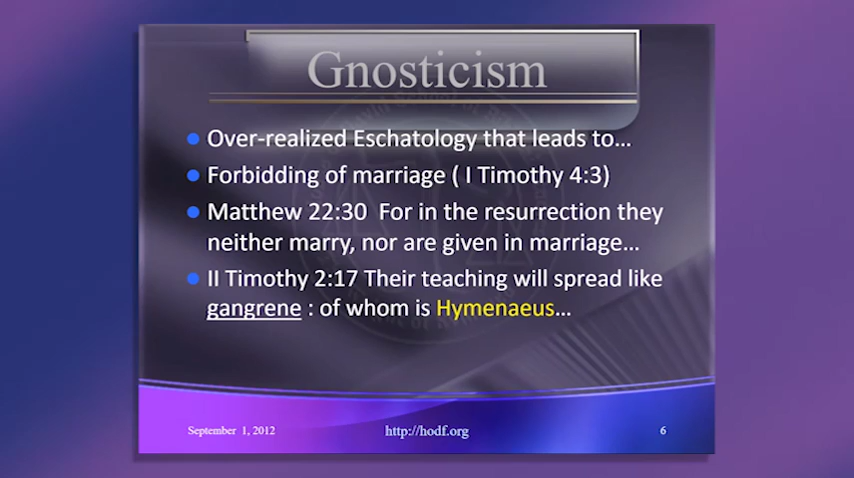 Gnosticism
Over-realized Eschatology that leads to...
Forbidding of marriage ( I Timothy 4:3)
Matthew 22:30  For in the resurrection they
neither marry, nor are given in marriage...
II Timothy 2:17 Their teaching will spread like
gangrene : of whom is Hymenaeus...
September 1, 2012
http://hodf.org
6